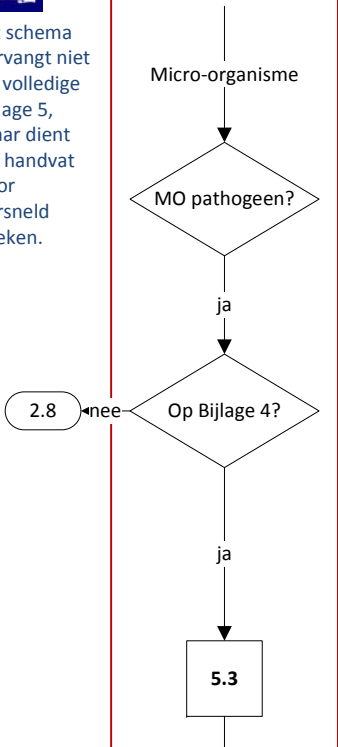 schema
vangt niet
volledige
age 5,
ar dient
handvat
or
rsneld
eken.
Micro-organisme
MO pathogeen?
ja
Op Bijlage 4?
nee
2.8
ja
5.3